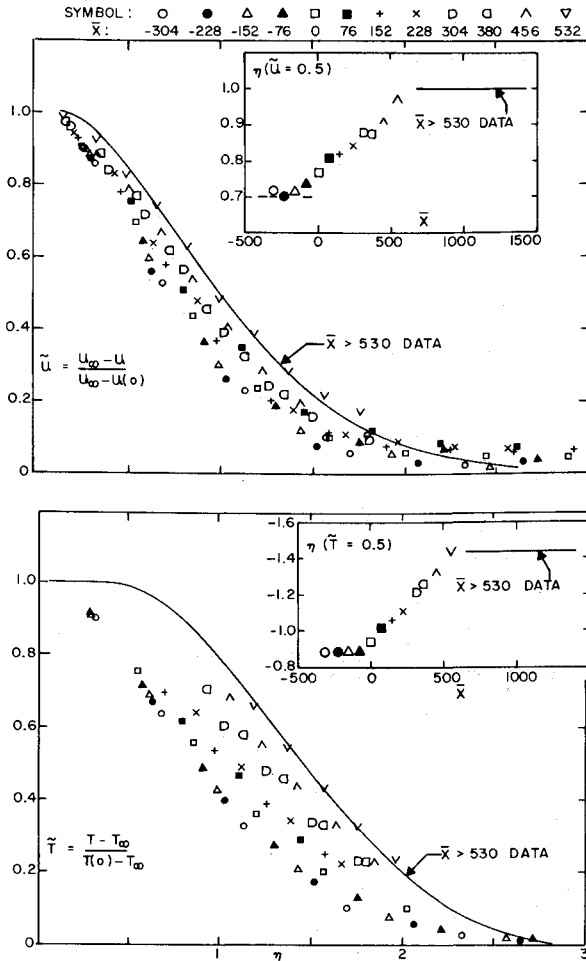 SYMBOL: ○ ● △ ▲ □ ■ + × D ᗡ ∧ ∨
X̄: -304 -228 -152 -76 0 76 152 228 304 380 456 532
η(ũ = 0.5)
1.0
0.9
0.8
0.7
X̄ > 530 DATA
-500 0 500 1000 1500
X̄
1.0
0.8
0.6
0.4
0.2
0
X̄ > 530 DATA
ũ = U∞ - U / U∞ - U(0)
η (T̃ = 0.5)
-1.6
-1.4
-1.2
-1.0
-0.8
X̄ > 530 DATA
-500 0 500 1000
X̄
1.0
0.8
0.6
0.4
0.2
0
X̄ > 530 DATA
T̃ = T - T∞ / T(0) - T∞
1 η 2 3